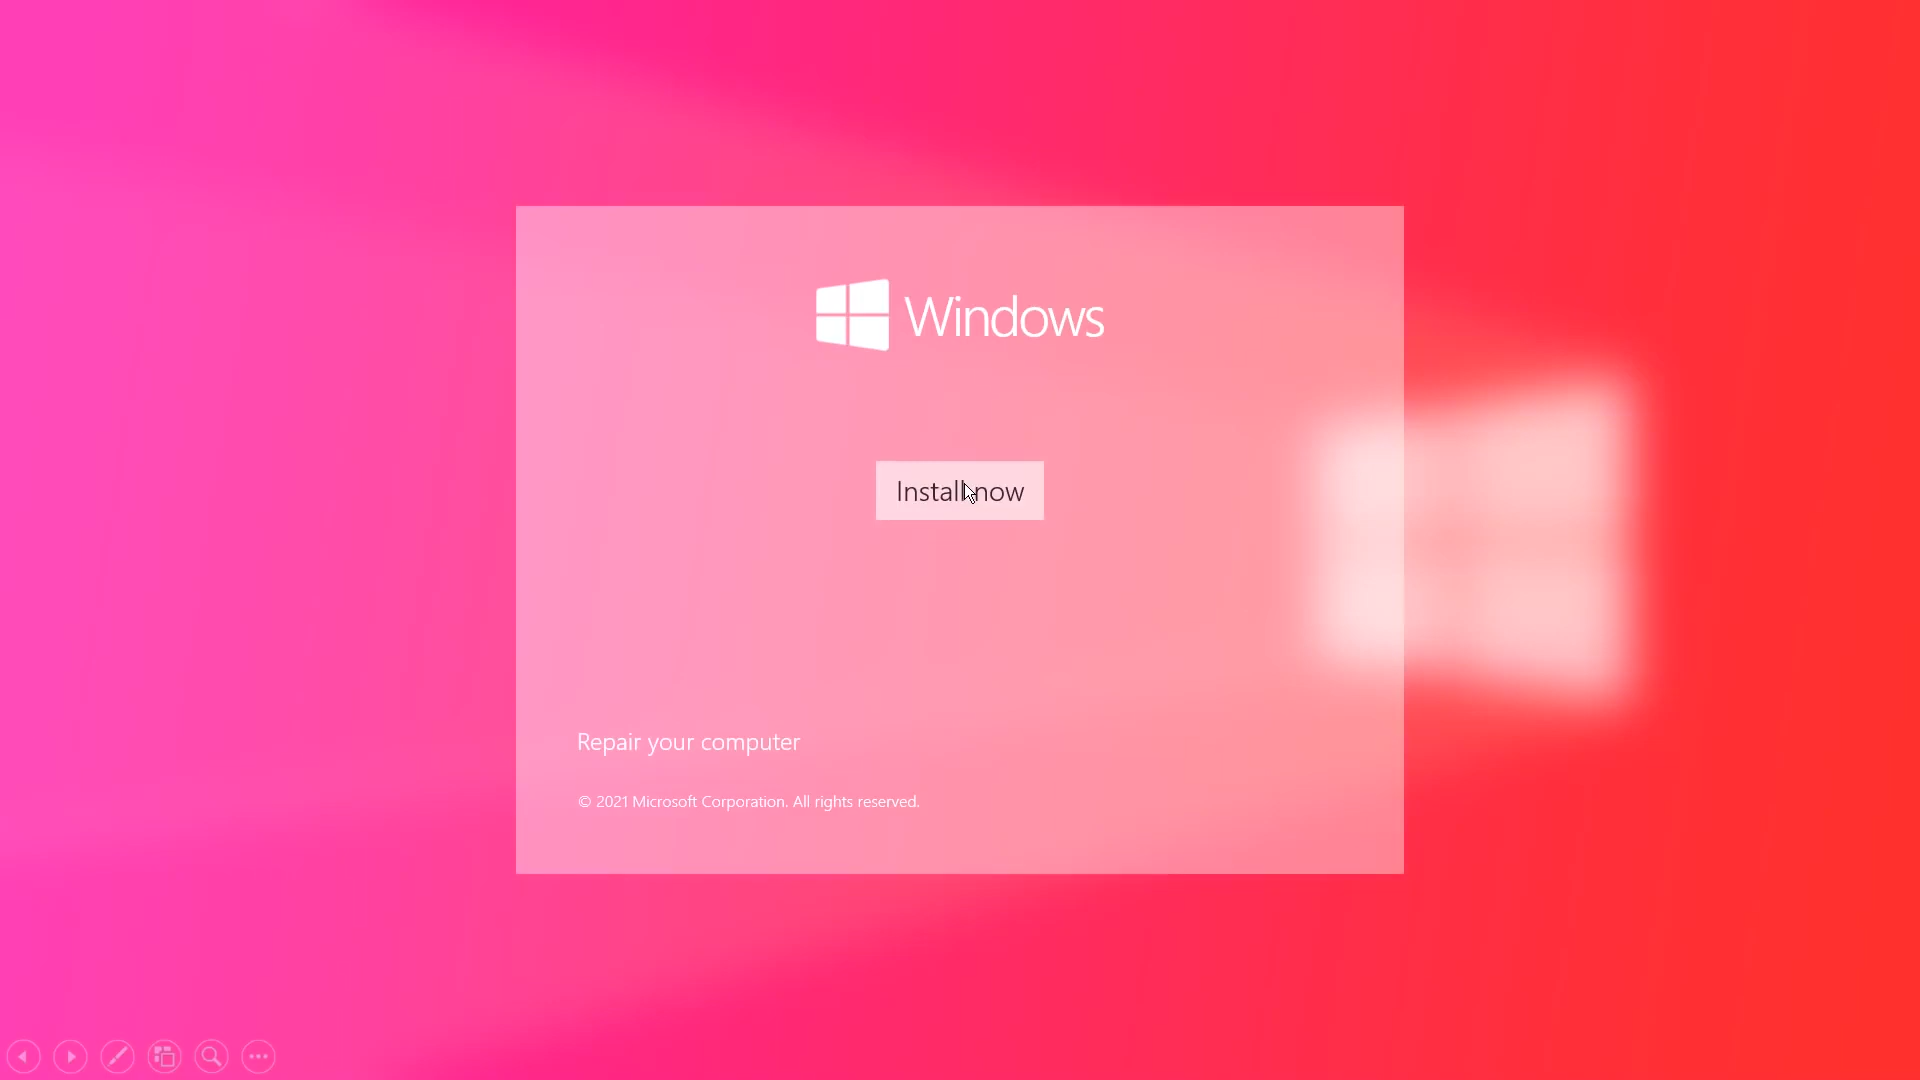 Windows
Install now
Repair your computer
© 2021 Microsoft Corporation. All rights reserved.